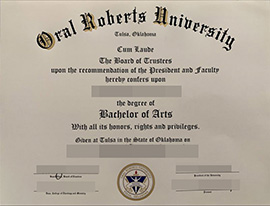 Oral Roberts University
Tulsa, Oklahoma
Cum Laude
The Board of Trustees
upon the recommendation of the President and Faculty
hereby confers upon
the degree of
Bachelor of Arts
With all its honors, rights and privileges.
Given at Tulsa in the State of Oklahoma on